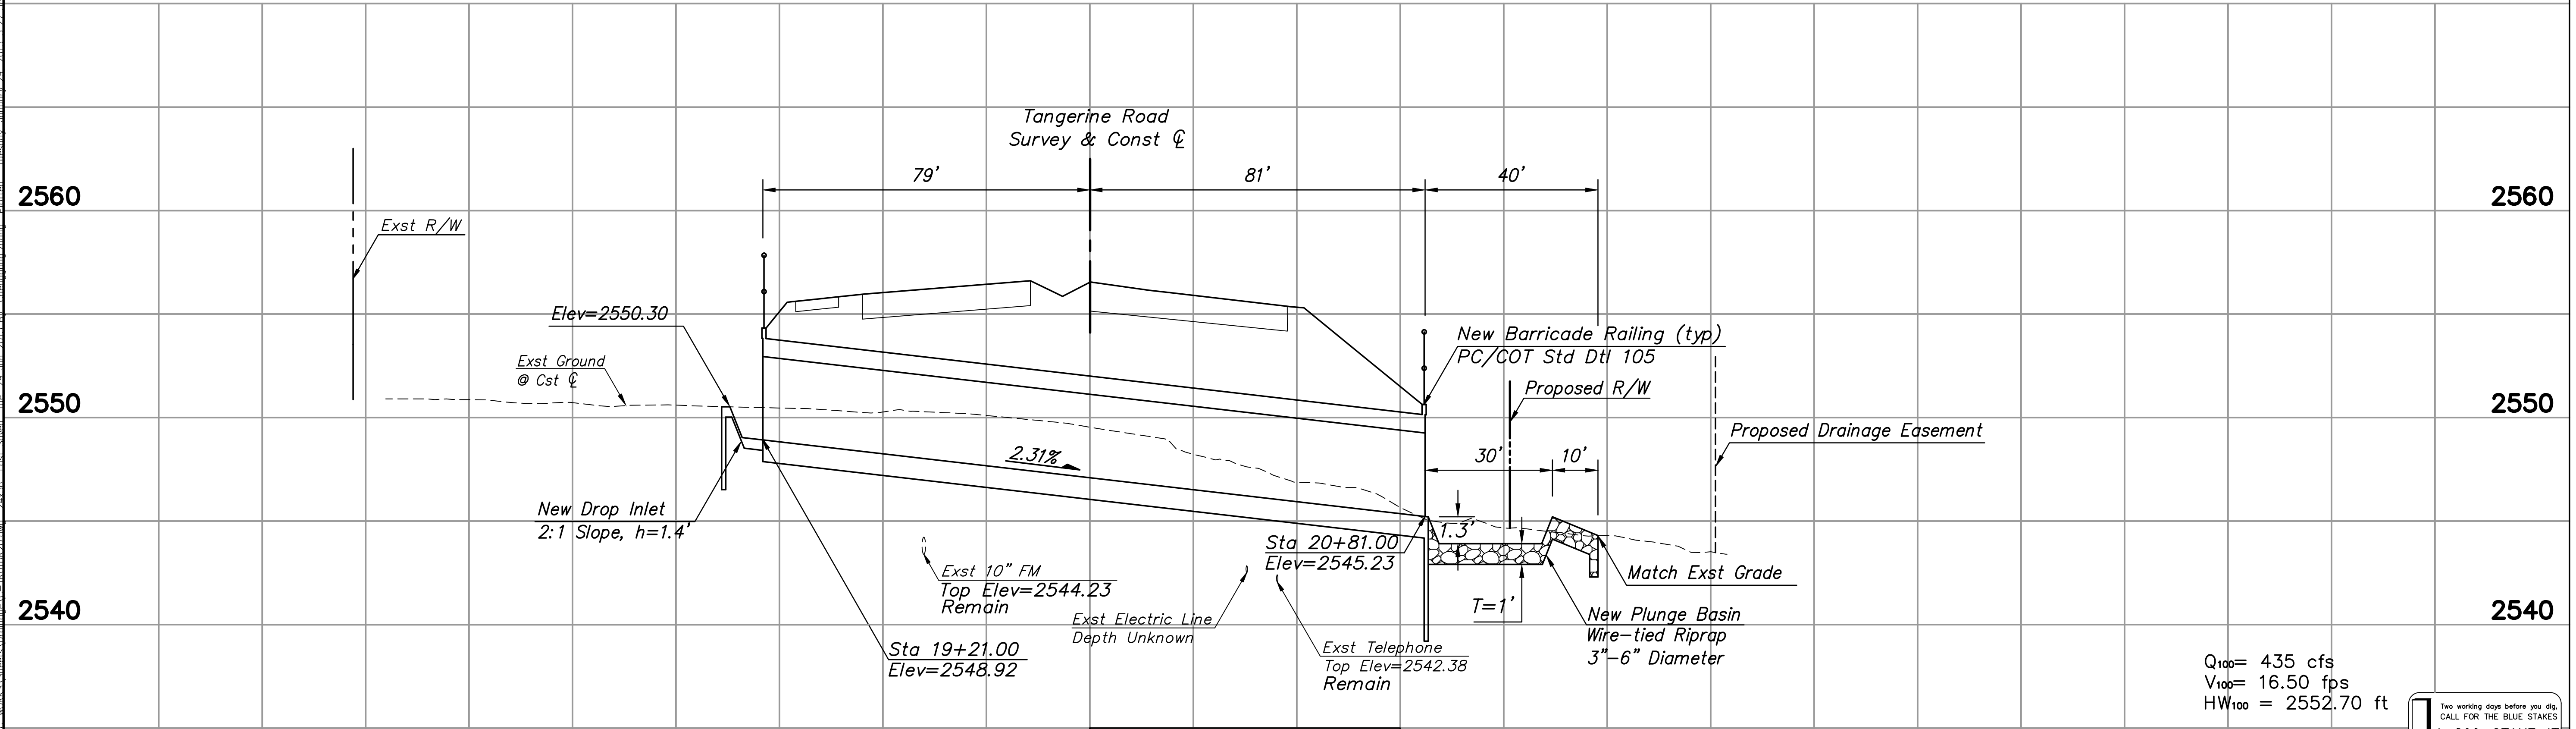 Tangerine Road
Survey & Const ℄
79'
81'
40'
2560
2560
Exst R/W
Elev=2550.30
Exst Ground
@ Cst ℄
New Barricade Railing (typ)
PC/COT Std Dtl 105
Proposed R/W
2550
2550
Proposed Drainage Easement
2.31%
30'
10'
New Drop Inlet
2:1 Slope, h=1.4'
1.3'
Sta 20+81.00
Elev=2545.23
Exst 10" FM
Top Elev=2544.23
Remain
Match Exst Grade
T=1'
2540
2540
Exst Electric Line
Depth Unknown
New Plunge Basin
Wire-tied Riprap
3"-6" Diameter
Sta 19+21.00
Elev=2548.92
Exst Telephone
Top Elev=2542.38
Remain
Q100= 435 cfs
V100= 16.50 fps
HW100 = 2552.70 ft
Two working days before you dig,
CALL FOR THE BLUE STAKES